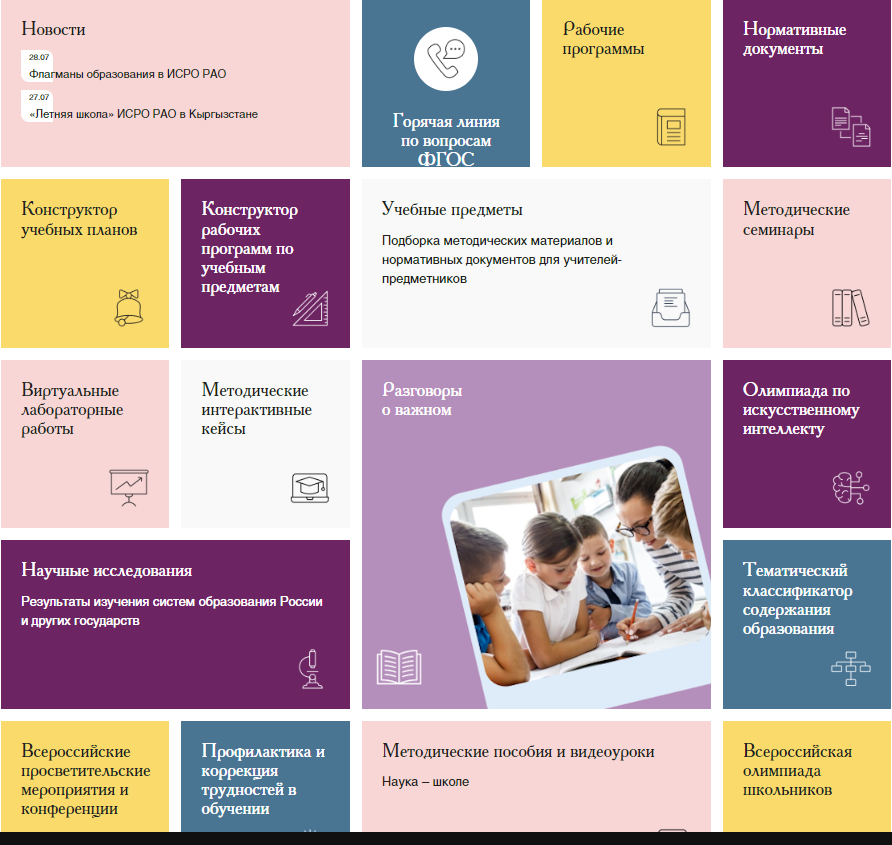 Новости
28.07
Флагманы образования в ИСРО РАО
27.07
«Летняя школа» ИСРО РАО в Кыргызстане
Горячая линия
по вопросам
ФГОС
Рабочие
программы
Нормативные
документы
Конструктор
учебных планов
Конструктор
рабочих
программ по
учебным
предметам
Учебные предметы
Подборка методических материалов и
нормативных документов для учителей-
предметников
Методические
семинары
Виртуальные
лабораторные
работы
Методические
интерактивные
кейсы
Разговоры
о важном
Олимпиада по
искусственному
интеллекту
Научные исследования
Результаты изучения систем образования России
и других государств
Тематический
классификатор
содержания
образования
Всероссийские
просветительские
мероприятия и
конференции
Профилактика и
коррекция
трудностей в
обучении
Методические пособия и видеоуроки
Наука – школе
Всероссийская
олимпиада
школьников